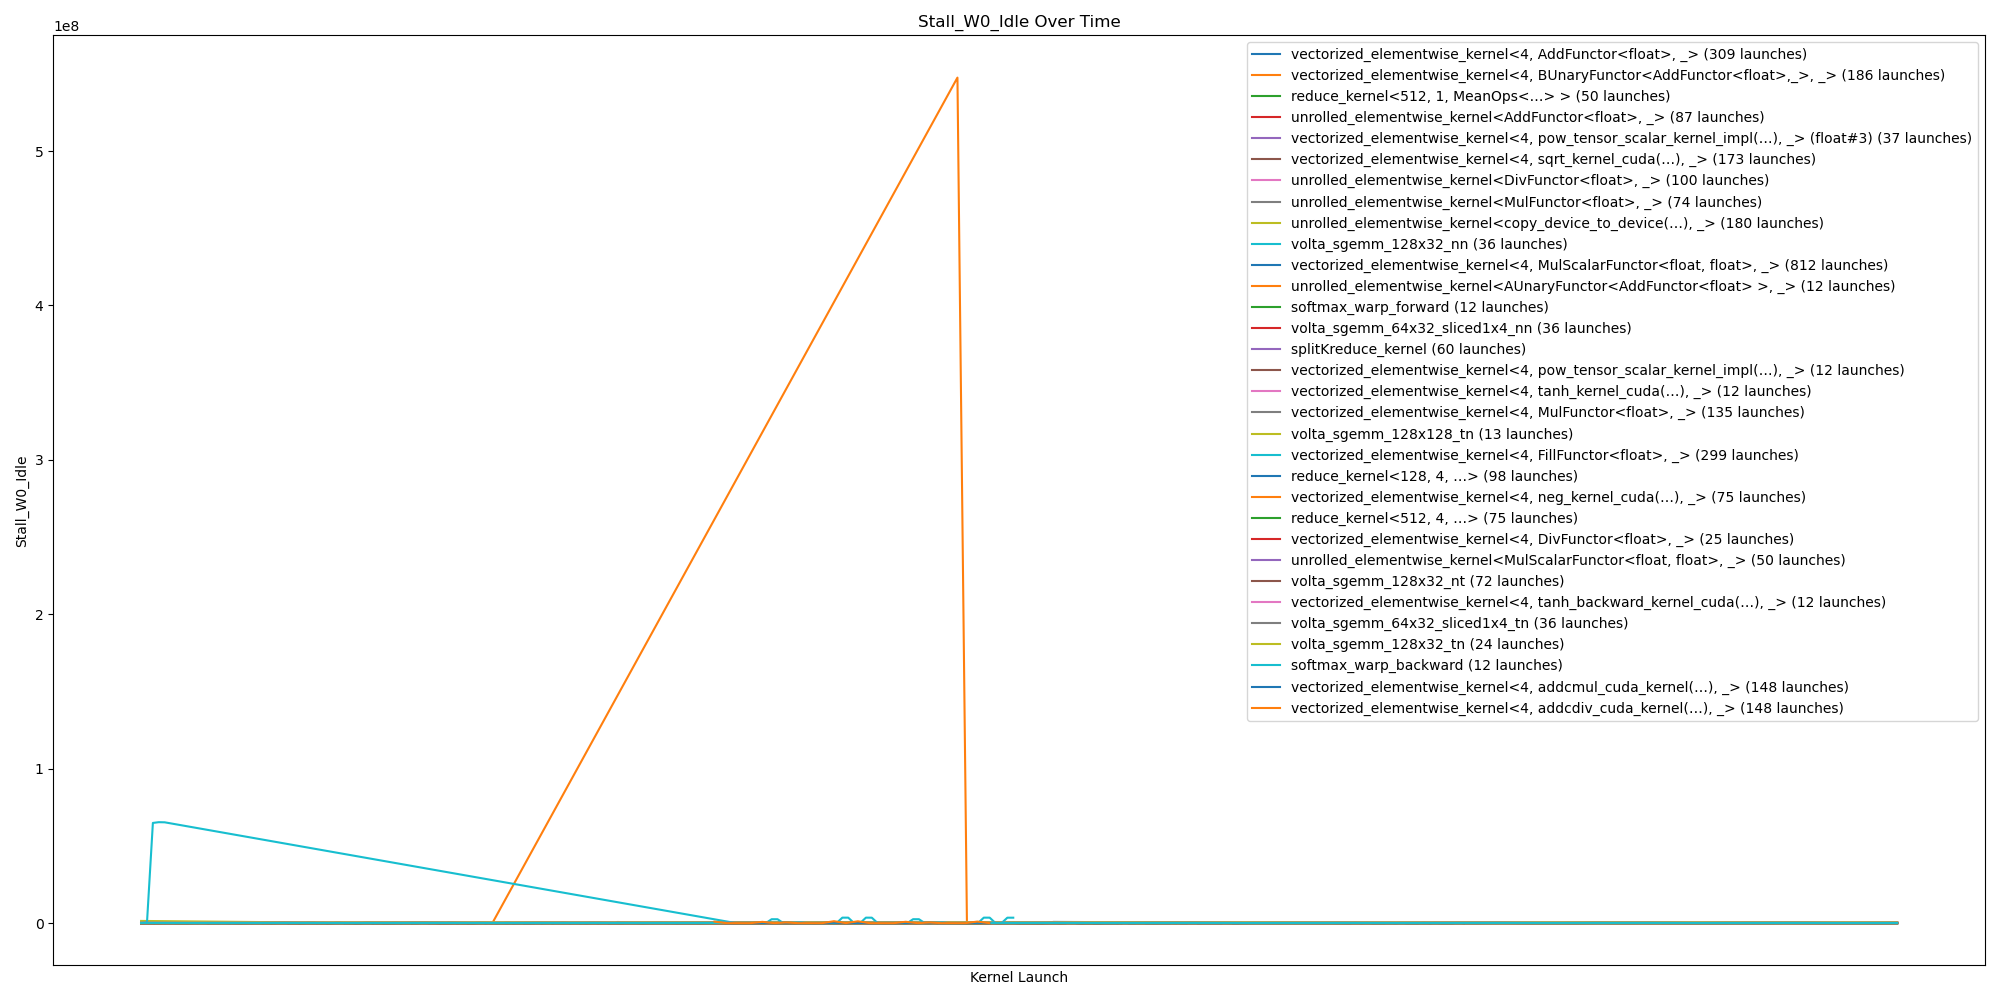 Stall_W0_Idle Over Time
1e8
vectorized_elementwise_kernel<4, AddFunctor<float>, _> (309 launches)
vectorized_elementwise_kernel<4, BUnaryFunctor<AddFunctor<float>,_>, _> (186 launches)
reduce_kernel<512, 1, MeanOps<...> > (50 launches)
unrolled_elementwise_kernel<AddFunctor<float>, _> (87 launches)
vectorized_elementwise_kernel<4, pow_tensor_scalar_kernel_impl(...), _> (float#3) (37 launches)
vectorized_elementwise_kernel<4, sqrt_kernel_cuda(...), _> (173 launches)
unrolled_elementwise_kernel<DivFunctor<float>, _> (100 launches)
unrolled_elementwise_kernel<MulFunctor<float>, _> (74 launches)
unrolled_elementwise_kernel<copy_device_to_device(...), _> (180 launches)
volta_sgemm_128x32_nn (36 launches)
vectorized_elementwise_kernel<4, MulScalarFunctor<float, float>, _> (812 launches)
unrolled_elementwise_kernel<AUnaryFunctor<AddFunctor<float> >, _> (12 launches)
softmax_warp_forward (12 launches)
volta_sgemm_64x32_sliced1x4_nn (36 launches)
splitKreduce_kernel (60 launches)
vectorized_elementwise_kernel<4, pow_tensor_scalar_kernel_impl(...), _> (12 launches)
vectorized_elementwise_kernel<4, tanh_kernel_cuda(...), _> (12 launches)
vectorized_elementwise_kernel<4, MulFunctor<float>, _> (135 launches)
volta_sgemm_128x128_tn (13 launches)
vectorized_elementwise_kernel<4, FillFunctor<float>, _> (299 launches)
reduce_kernel<128, 4, ...> (98 launches)
vectorized_elementwise_kernel<4, neg_kernel_cuda(...), _> (75 launches)
reduce_kernel<512, 4, ...> (75 launches)
vectorized_elementwise_kernel<4, DivFunctor<float>, _> (25 launches)
unrolled_elementwise_kernel<MulScalarFunctor<float, float>, _> (50 launches)
volta_sgemm_128x32_nt (72 launches)
vectorized_elementwise_kernel<4, tanh_backward_kernel_cuda(...), _> (12 launches)
volta_sgemm_64x32_sliced1x4_tn (36 launches)
volta_sgemm_128x32_tn (24 launches)
softmax_warp_backward (12 launches)
vectorized_elementwise_kernel<4, addcmul_cuda_kernel(...), _> (148 launches)
vectorized_elementwise_kernel<4, addcdiv_cuda_kernel(...), _> (148 launches)
5
4
3
2
1
0
Stall_W0_Idle
Kernel Launch